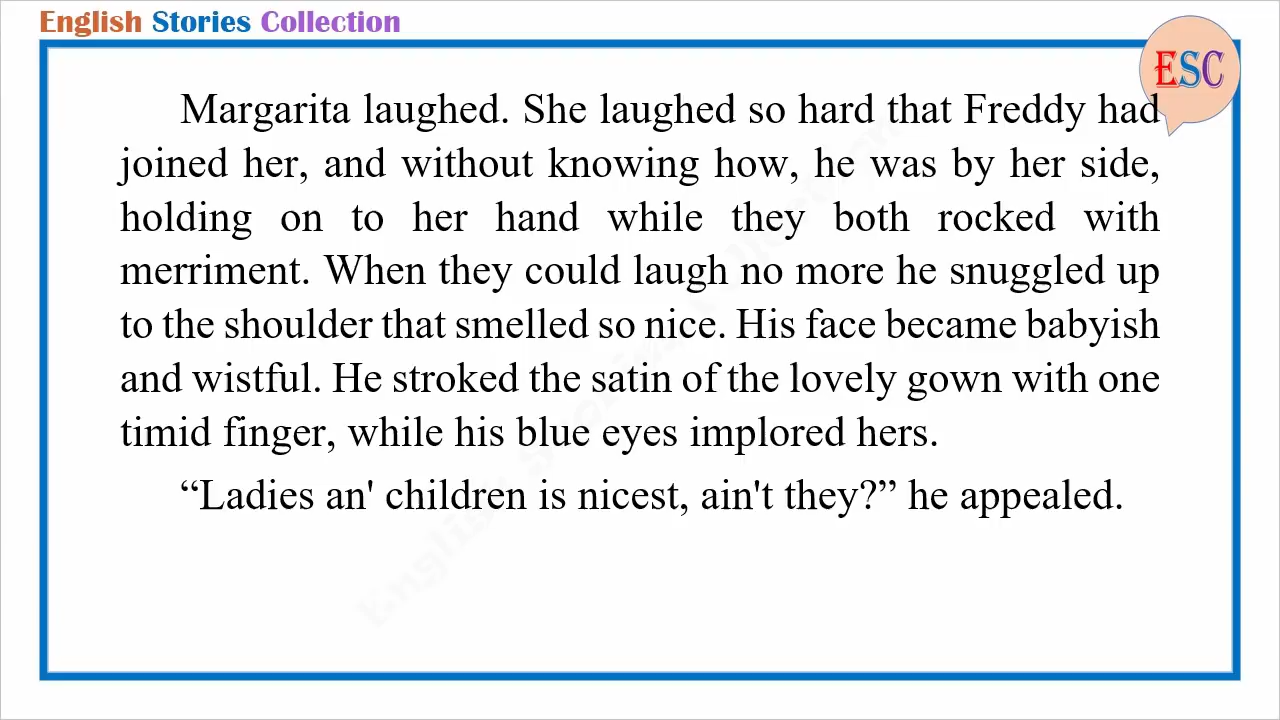 English Stories Collection
ESC
Margarita laughed. She laughed so hard that Freddy had
joined her, and without knowing how, he was by her side,
holding on to her hand while they both rocked with
merriment. When they could laugh no more he snuggled up
to the shoulder that smelled so nice. His face became babyish
and wistful. He stroked the satin of the lovely gown with one
timid finger, while his blue eyes implored hers.
“Ladies an' children is nicest, ain't they?” he appealed.
English Stories Collection